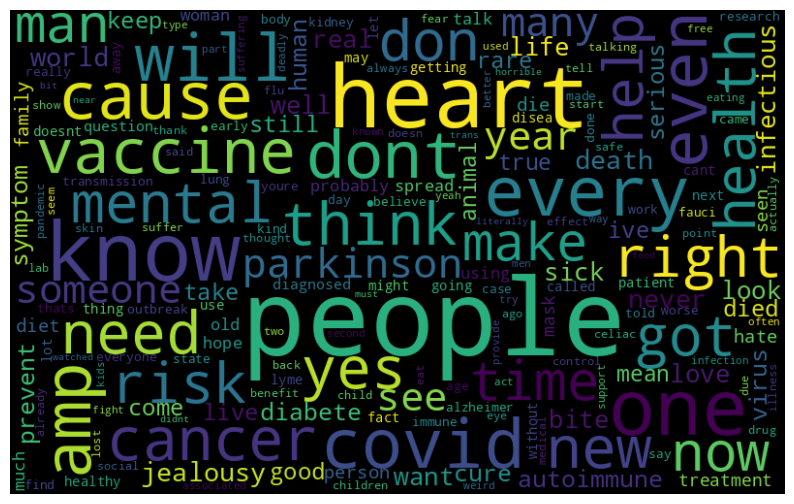 man keep woman body kidney let fear talk many used free research type away
world family really human real rare life talking help even serious infectious
don will cause heart getting tell made better horrible eating came
show near flu well may always die start health
doesnt question thank early still year done disea safe cant
said doesn true death next actually
vaccine dont every
pandemic seem transmission lung youre probably spread animal seen
symptom mental day believe yeah trans known
skin suffer kind think literally effect way work fauci
lab thought make men ive point food
know parkinson sick right
someone take diagnosed might going using case called never patient look
thats thing outbreak use try mask told worse died
diet old hope two must second ago celiac often hate
much lot everyone state people
need yes got
watched kids back see eat provide control infection mean love
already risk lyme age act support without due virus illness
amp come live benefit child alzheimer bite drug
prevent fight didnt fact immune eye medical say
lost time one
cancer covid new now
social jealousy good person want cure autoimmune treatment
find healthy associated children weird
suffering deadly part bit